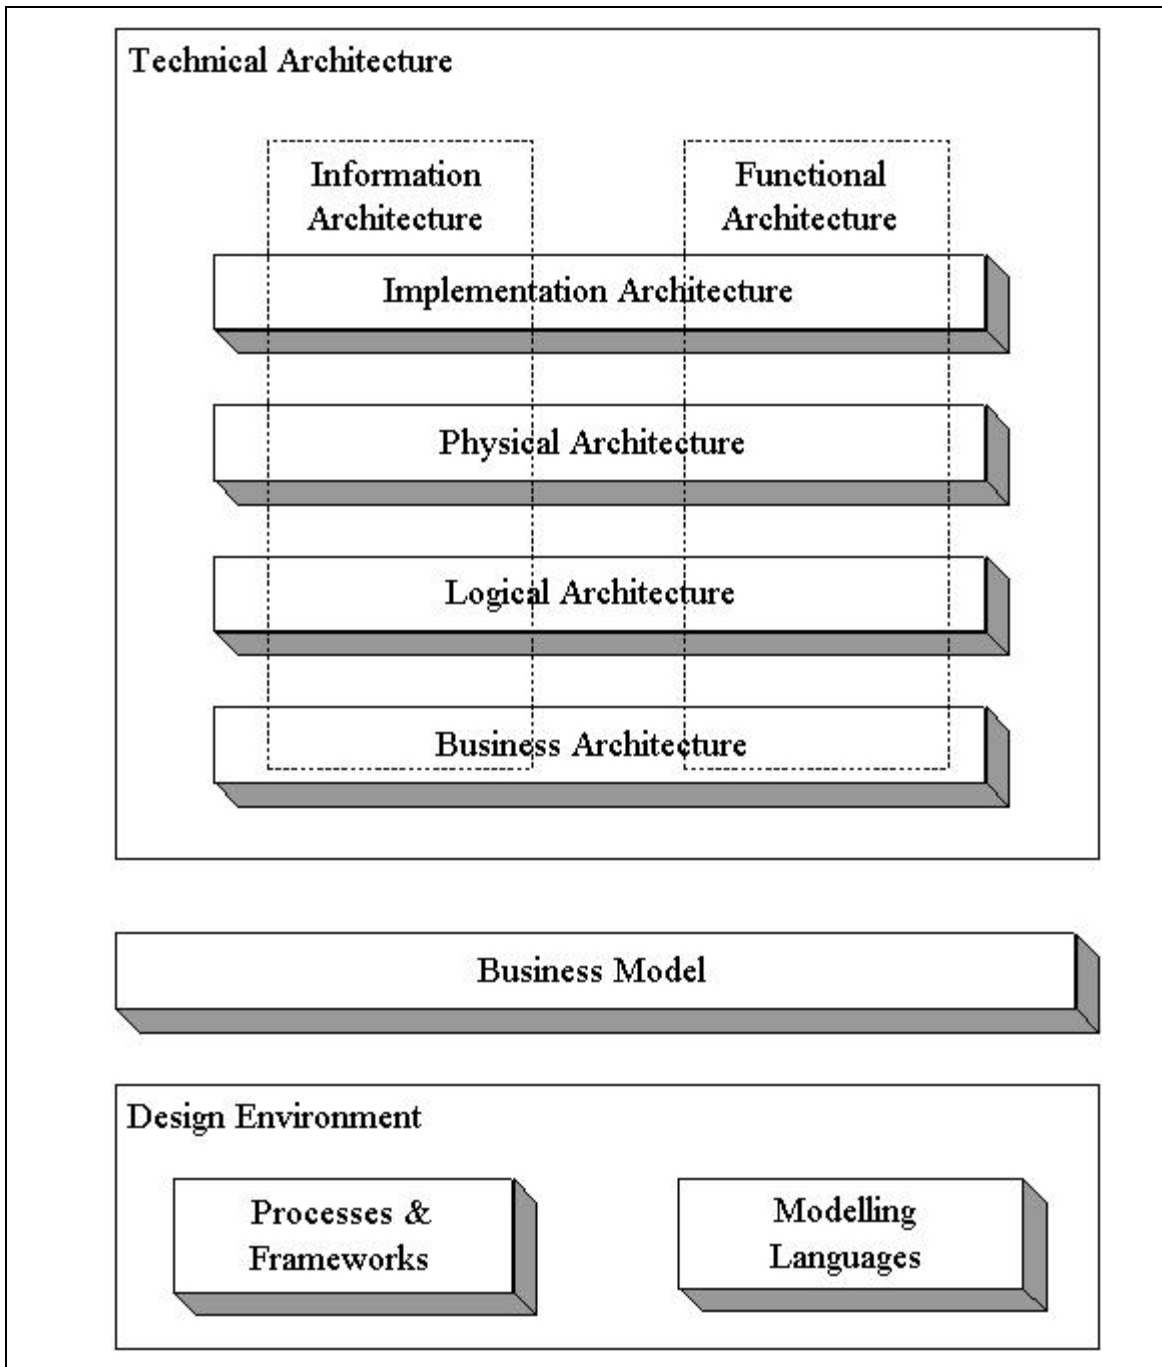 Technical Architecture
Information
Architecture
Functional
Architecture
Implementation Architecture
Physical Architecture
Logical Architecture
Business Architecture
Business Model
Design Environment
Processes &
Frameworks
Modelling
Languages